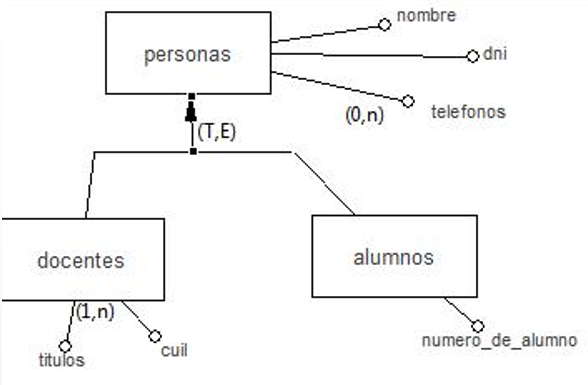 nombre
personas
dni
(0,n)
telefonos
(T,E)
docentes
alumnos
(1,n)
titulos
cuil
numero_de_alumno